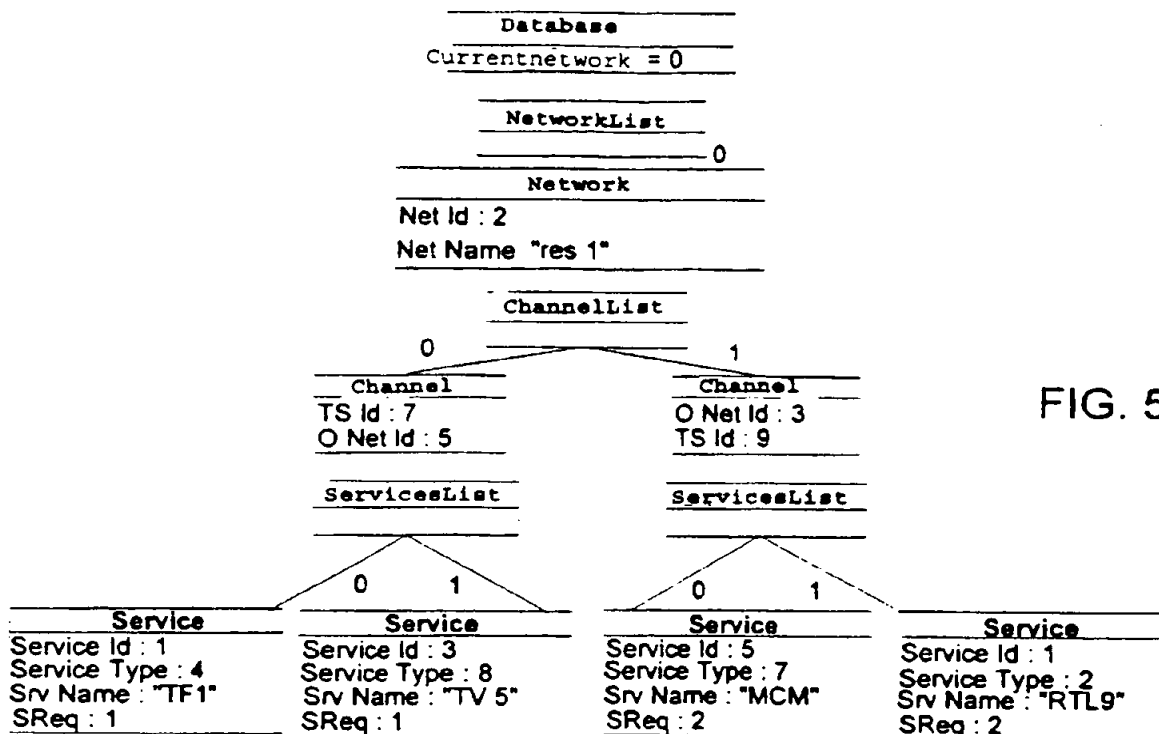 Database
Currentnetwork = 0
NetworkList
0
Network
Net Id : 2
Net Name "res 1"
ChannelList
0 1
Channel Channel
TS Id : 7 O Net Id : 3
O Net Id : 5 TS Id : 9
FIG. 5
ServicesList ServicesList
0 1 0 1
Service Service Service Service
Service Id : 1 Service Id : 3 Service Id : 5 Service Id : 1
Service Type : 4 Service Type : 8 Service Type : 7 Service Type : 2
Srv Name : "TF1" Srv Name : "TV 5" Srv Name : "MCM" Srv Name : "RTL9"
SReq : 1 SReq : 1 SReq : 2 SReq : 2